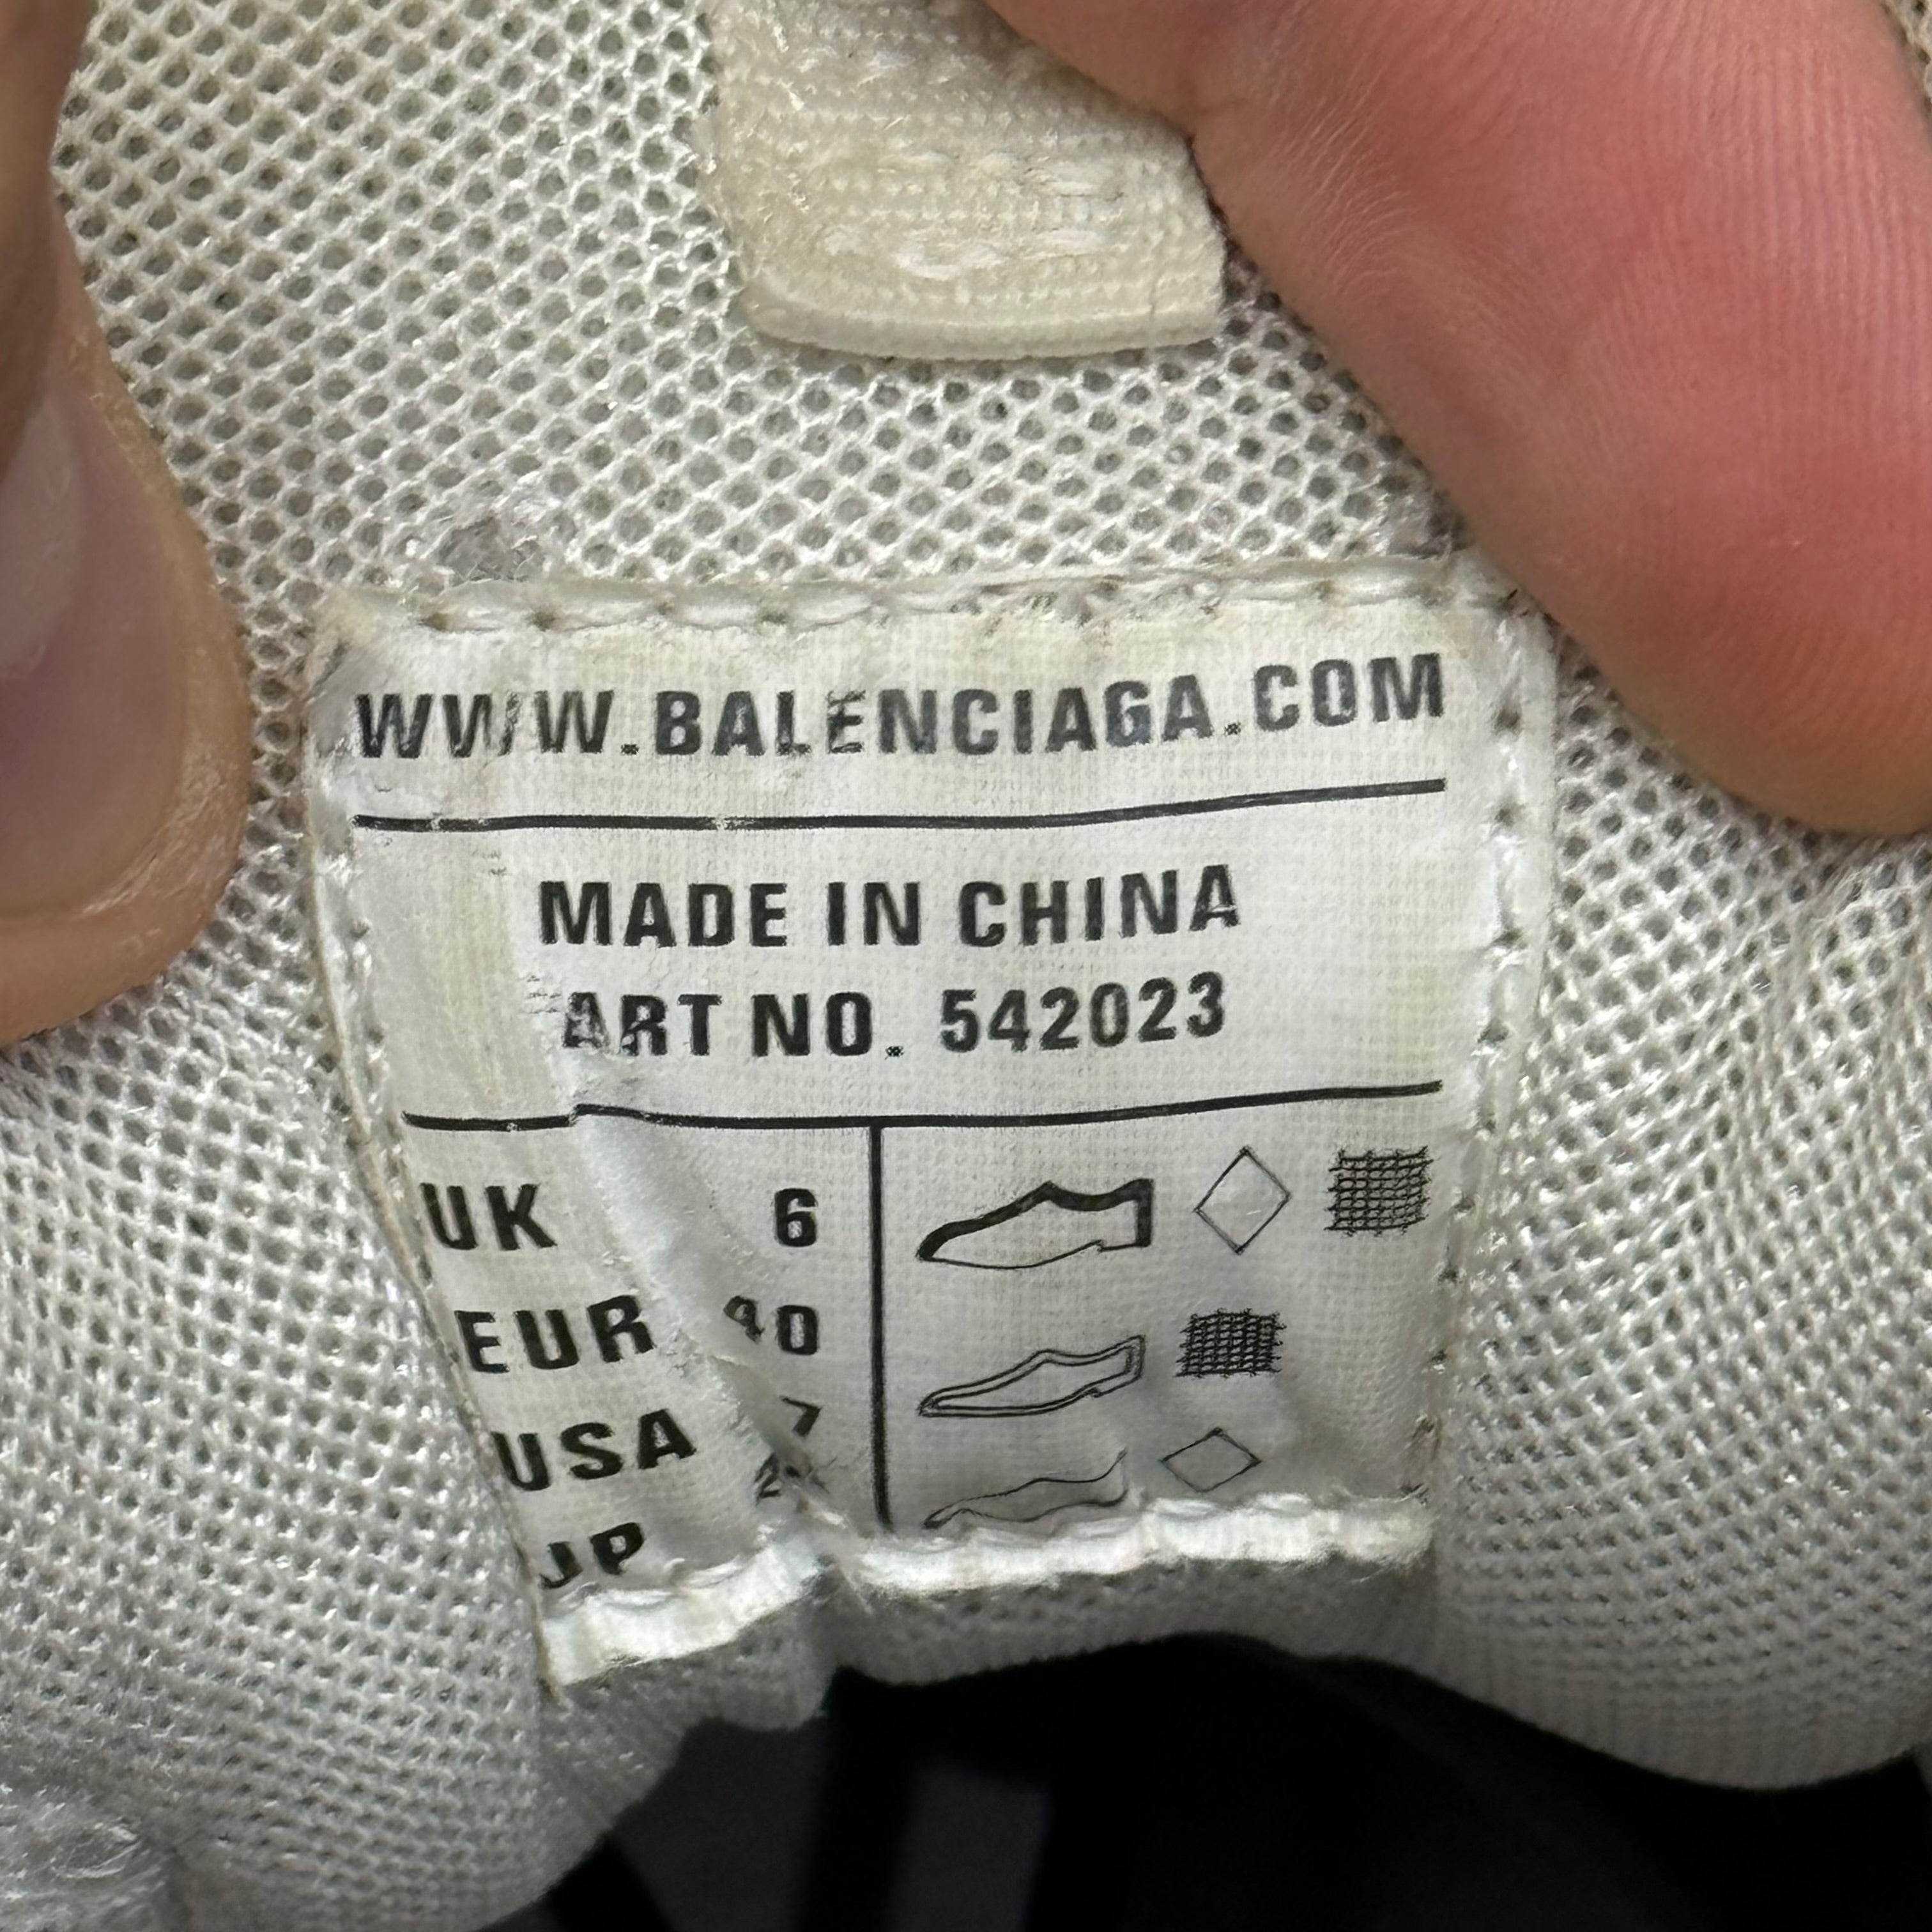 WWW.BALENCIAGA.COM
MADE IN CHINA
ART NO. 542023
UK 6
EUR 40
USA 7
JP